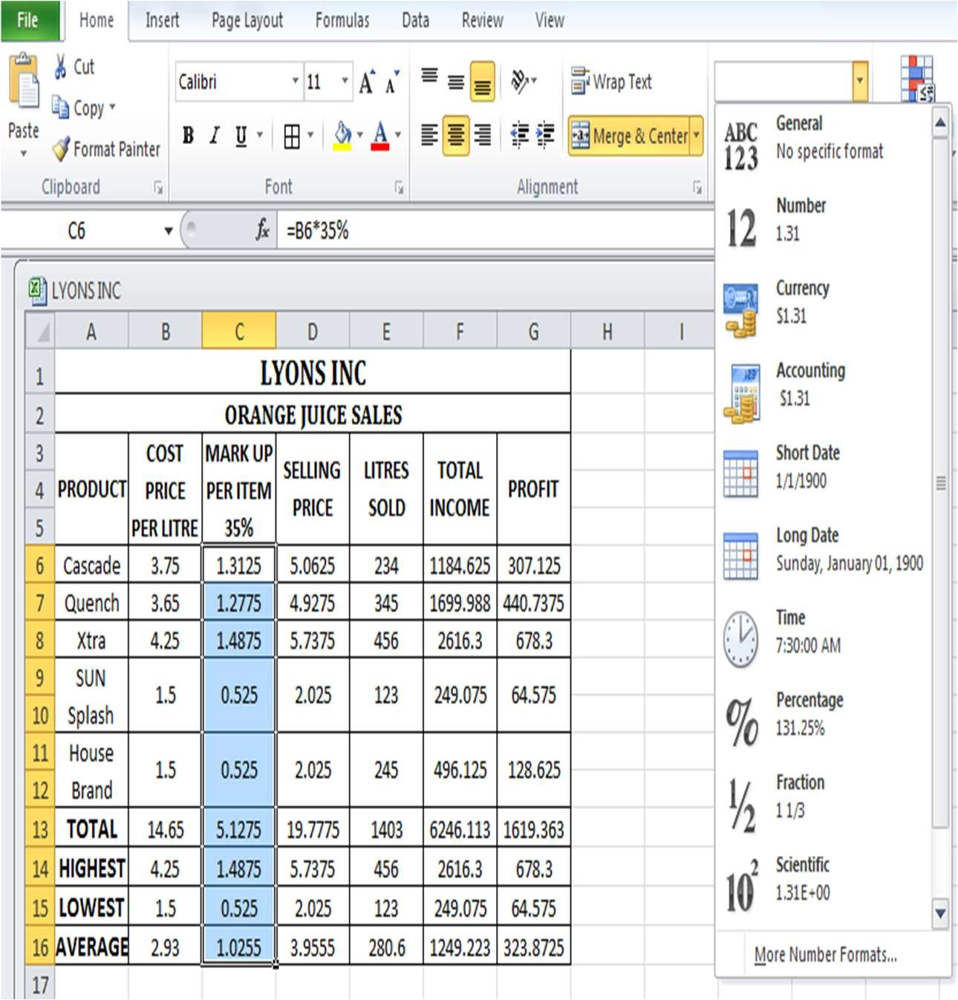 File Home Insert Page Layout Formulas Data Review View
Paste
Cut
Copy
Format Painter
Clipboard
Calibri 11
B I U
Font
Wrap Text
Merge & Center
Alignment
C6 fx =B6*35%
LYONS INC
A B C D E F G H I
1 LYONS INC
2 ORANGE JUICE SALES
3
4
5
PRODUCT
COST
PRICE
PER LITRE
MARK UP
PER ITEM
35%
SELLING
PRICE
LITRES
SOLD
TOTAL
INCOME
PROFIT
6 Cascade 3.75 1.3125 5.0625 234 1184.625 307.125
7 Quench 3.65 1.2775 4.9275 345 1699.988 440.7375
8 Xtra 4.25 1.4875 5.7375 456 2616.3 678.3
9
10
SUN
Splash
1.5 0.525 2.025 123 249.075 64.575
11
12
House
Brand
1.5 0.525 2.025 245 496.125 128.625
13 TOTAL 14.65 5.1275 19.7775 1403 6246.113 1619.363
14 HIGHEST 4.25 1.4875 5.7375 456 2616.3 678.3
15 LOWEST 1.5 0.525 2.025 123 249.075 64.575
16 AVERAGE 2.93 1.0255 3.9555 280.6 1249.223 323.8725
17
ABC
123
General
No specific format
12
Number
1.31
Currency
$1.31
Accounting
$1.31
Short Date
1/1/1900
Long Date
Sunday, January 01, 1900
Time
7:30:00 AM
%
Percentage
131.25%
1/2
Fraction
1 1/3
10²
Scientific
1.31E+00
More Number Formats...